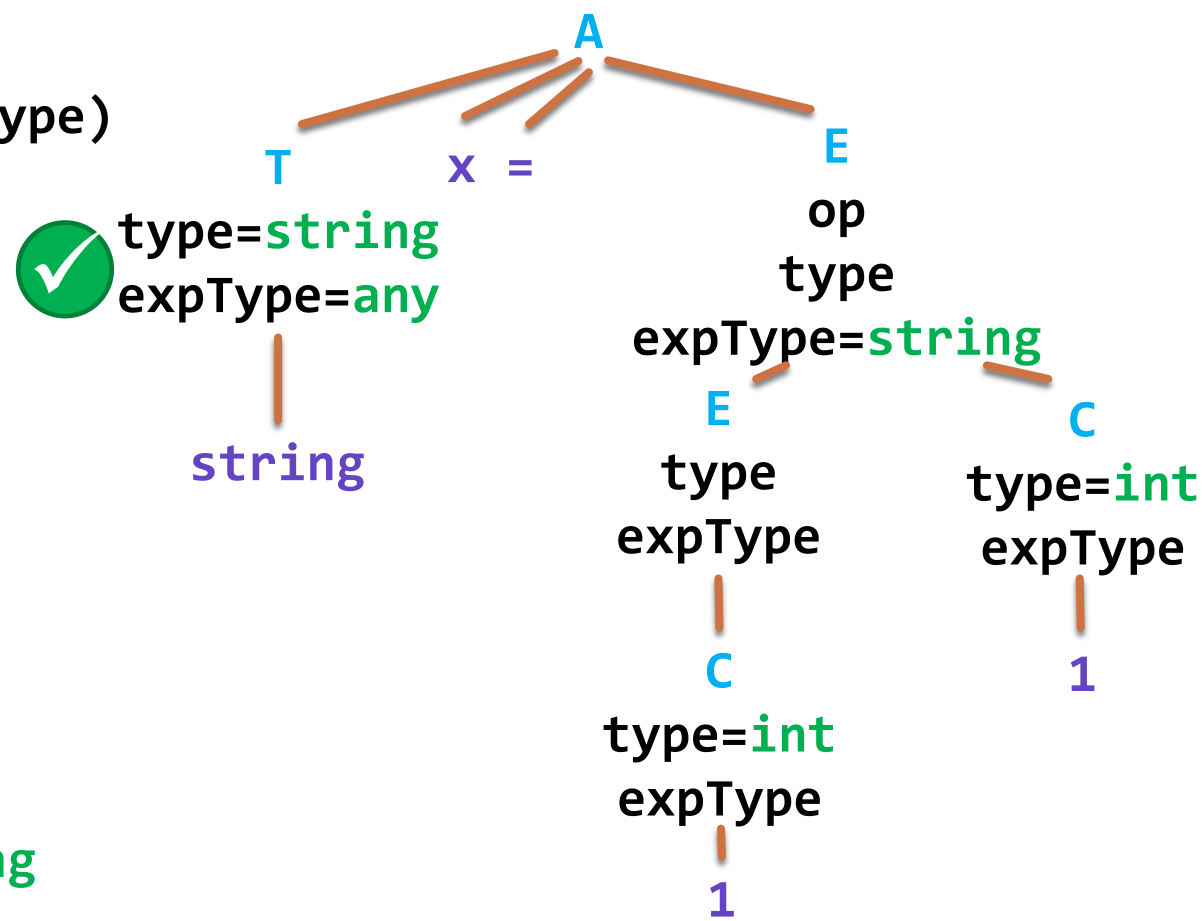 A
ype)
T x = E
type=string
expType=any
op
type
expType=string
string
E
type
expType
C
type=int
expType
C
type=int
expType
1
1
ng